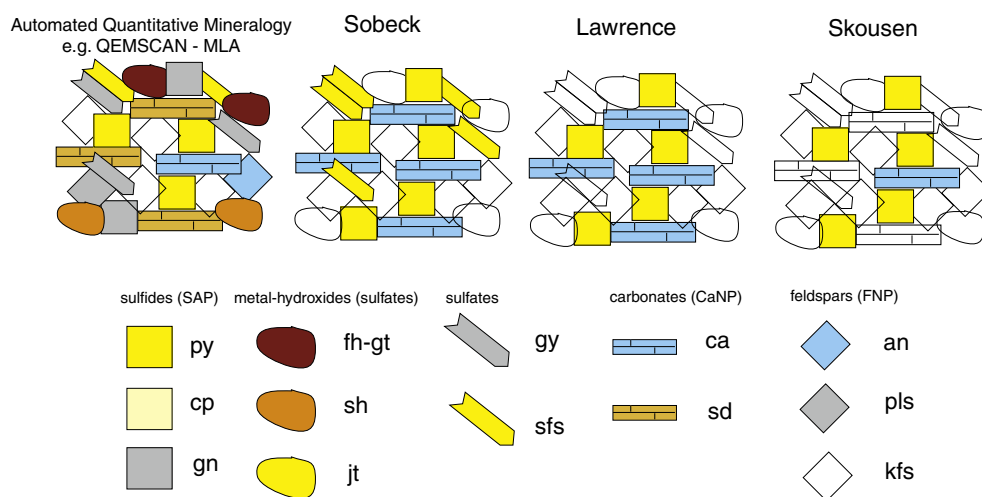 Automated Quantitative Mineralogy
e.g. QEMSCAN - MLA
Sobeck
Lawrence
Skousen
sulfides (SAP)
metal-hydroxides (sulfates)
sulfates
carbonates (CaNP)
feldspars (FNP)
py
fh-gt
gy
ca
an
cp
sh
sfs
sd
pls
gn
jt
kfs